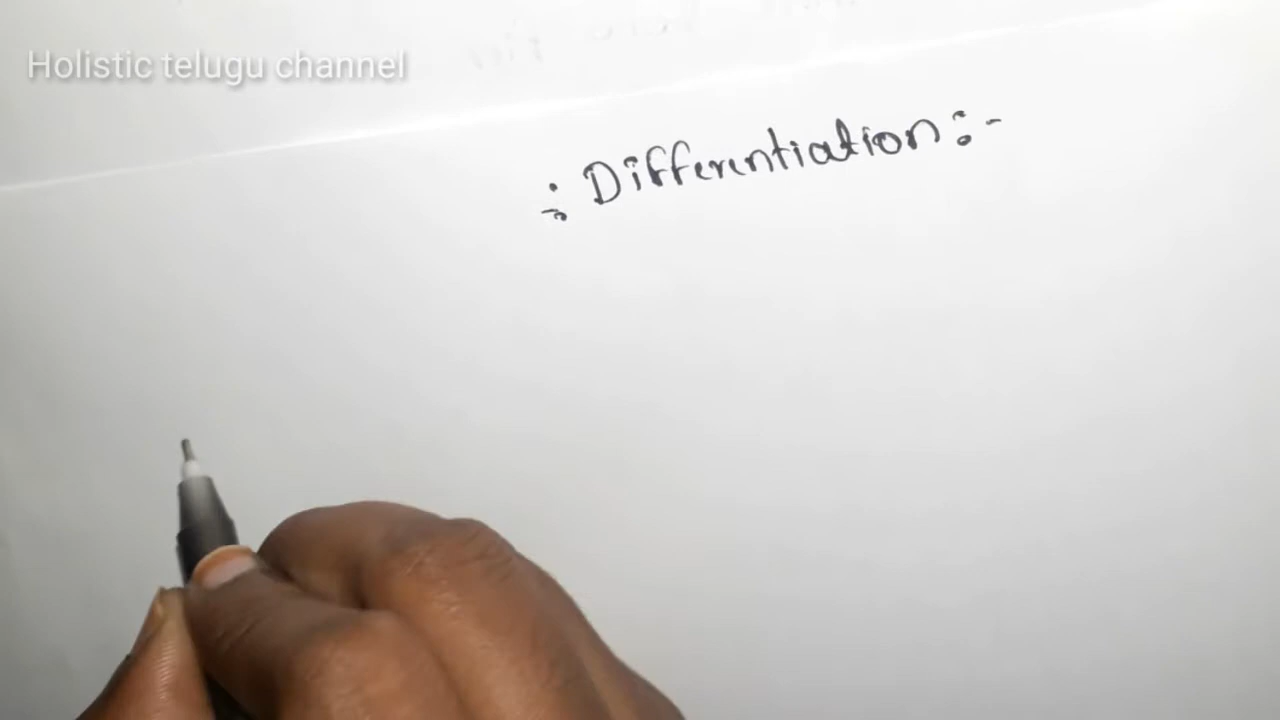 Holistic telugu channel
:- Differentiation :-